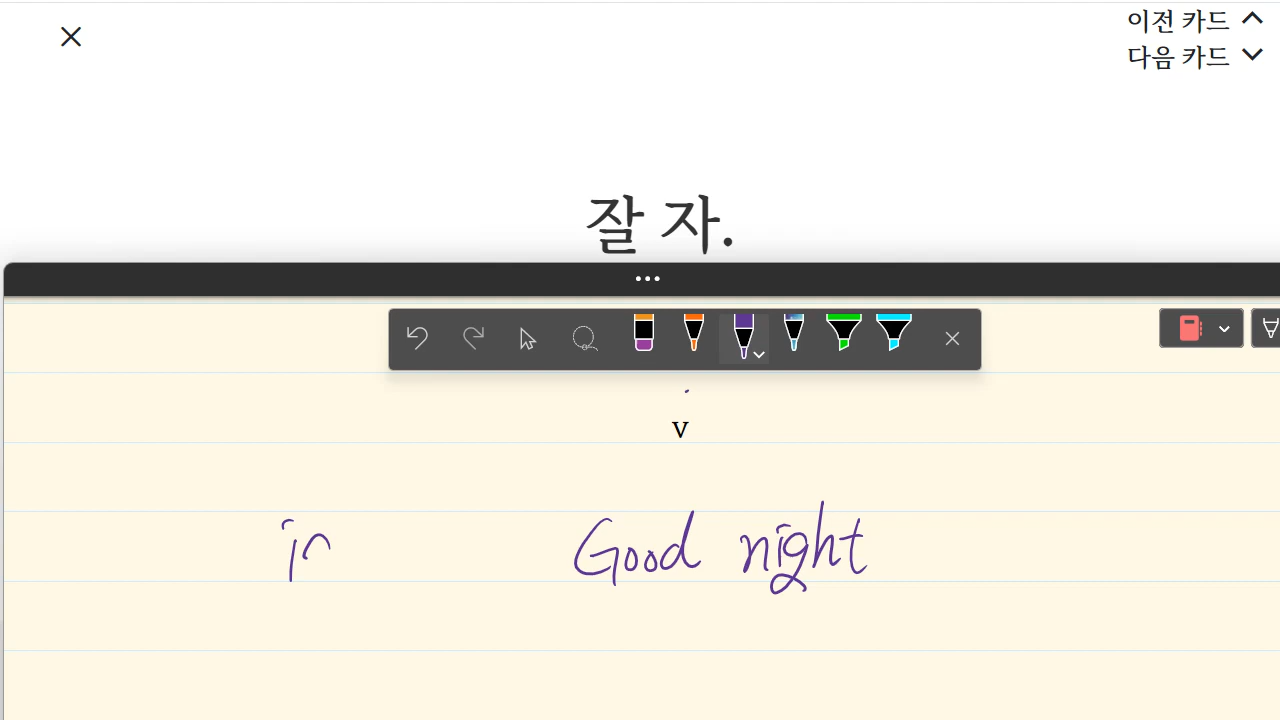 이전 카드
다음 카드
잘 자.
v
Good night